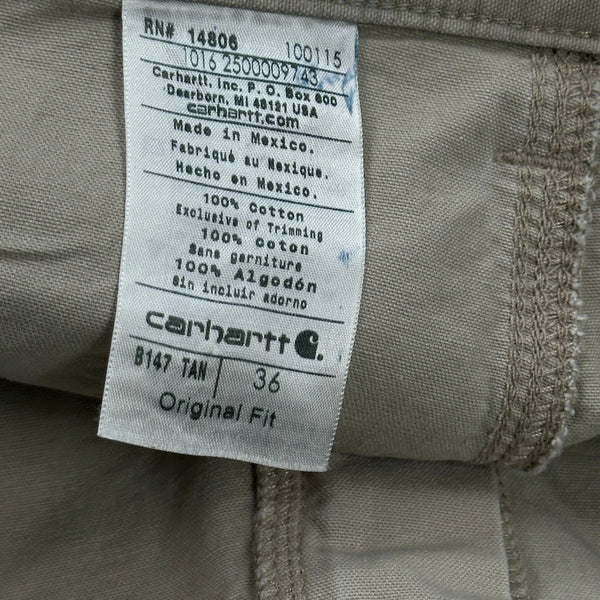 RN# 14806 100115
1016 2500009743
Carhartt, Inc. P. O. Box 600
Dearborn, MI 48121 USA
carhartt.com
Made in Mexico.
Fabriqué au Mexique.
Hecho en Mexico.
100% Cotton
Exclusive of Trimming
100% Coton
Sans garniture
100% Algodón
Sin incluir adorno
carhartt
B147 TAN 36
Original Fit